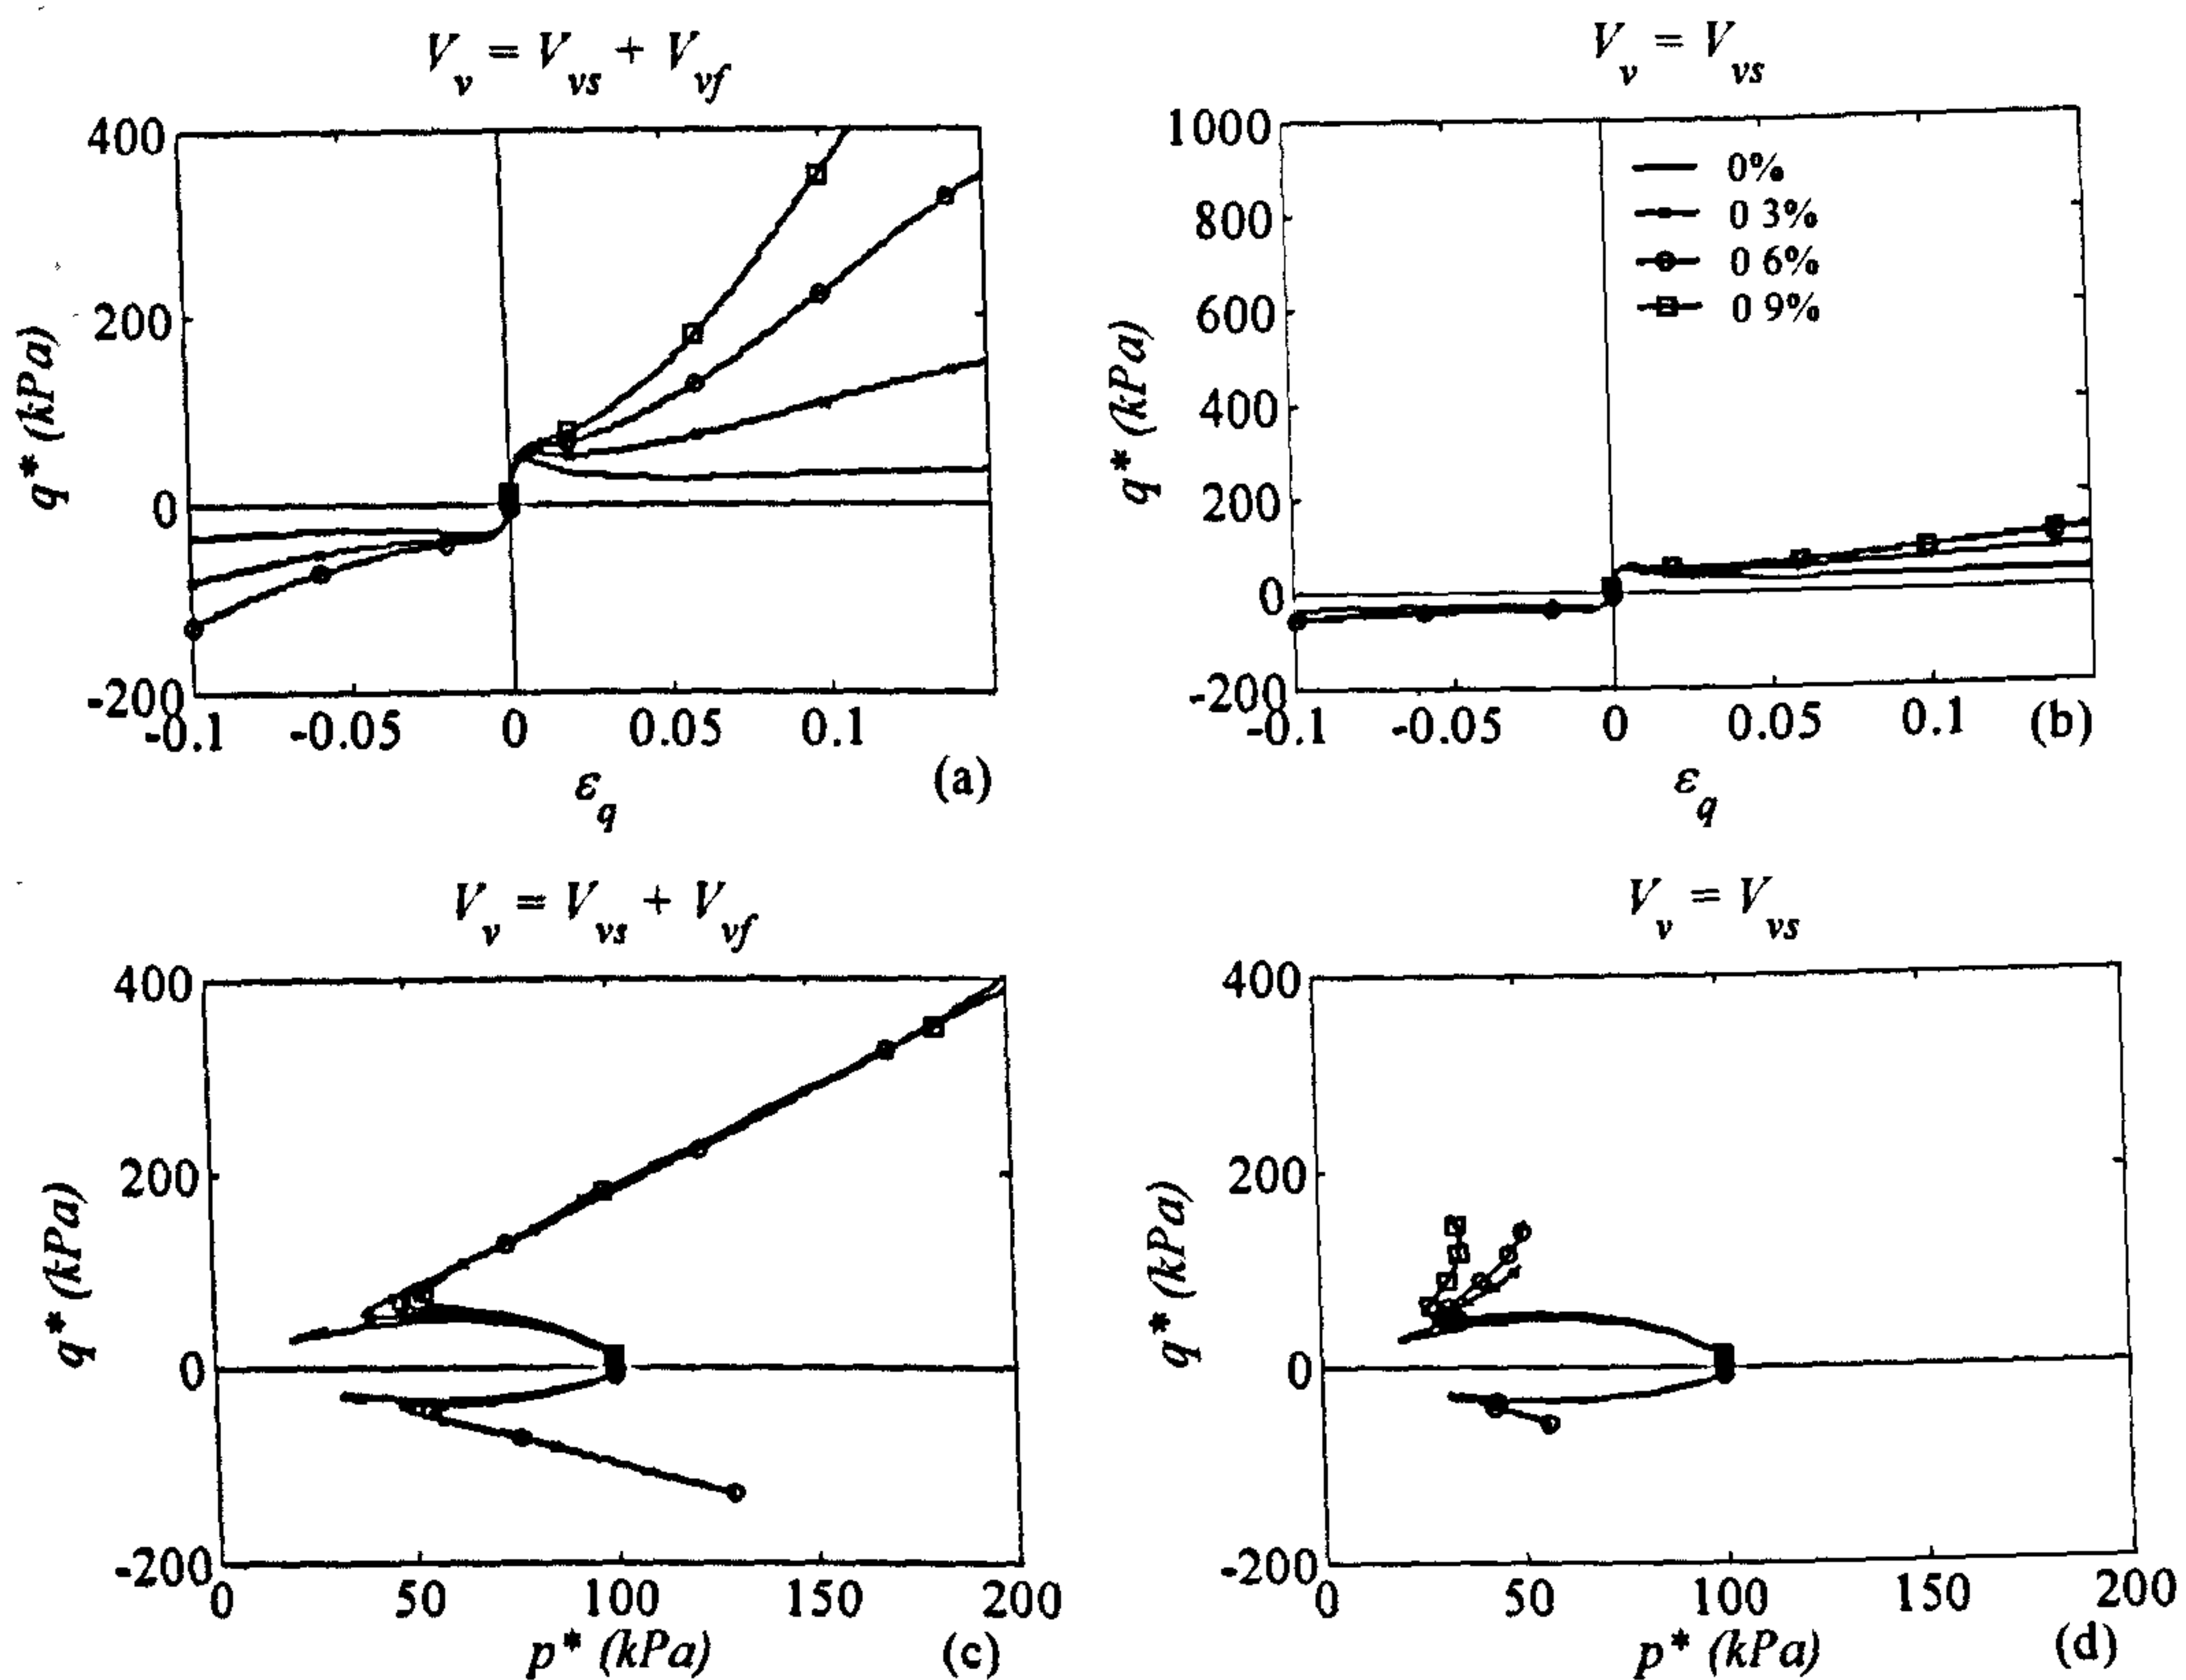 V_v = V_vs + V_vf
400
200
0
-200
-0.1 -0.05 0 0.05 0.1
q* (kPa)
ε_q
(a)
V_v = V_vs
1000
800
600
400
200
0
-200
-0.1 -0.05 0 0.05 0.1
q* (kPa)
0%
0 3%
0 6%
0 9%
ε_q
(b)
V_v = V_vs + V_vf
400
200
0
-200
0 50 100 150 200
q* (kPa)
p* (kPa)
(c)
V_v = V_vs
400
200
0
-200
0 50 100 150 200
q* (kPa)
p* (kPa)
(d)